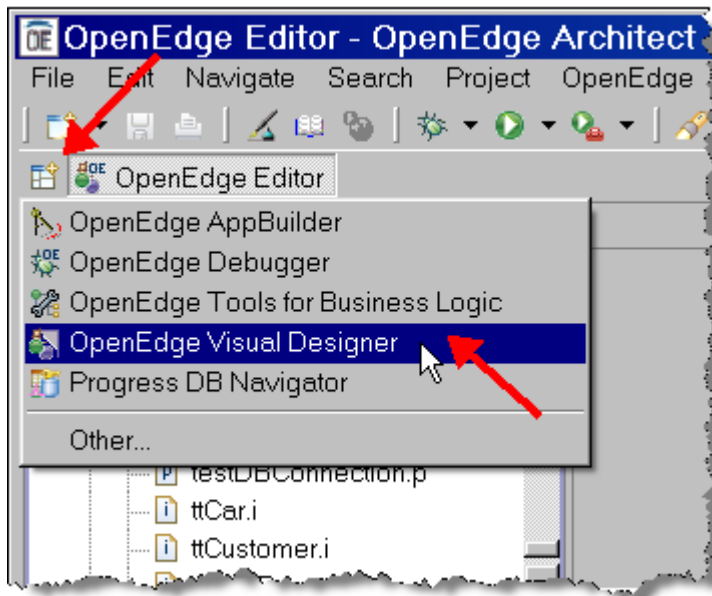 OE OpenEdge Editor - OpenEdge Architect
File Edit Navigate Search Project OpenEdge
OE OpenEdge Editor
OpenEdge AppBuilder
OE OpenEdge Debugger
OpenEdge Tools for Business Logic
OpenEdge Visual Designer
Progress DB Navigator
Other...
testDBConnection.p
ttCar.i
ttCustomer.i